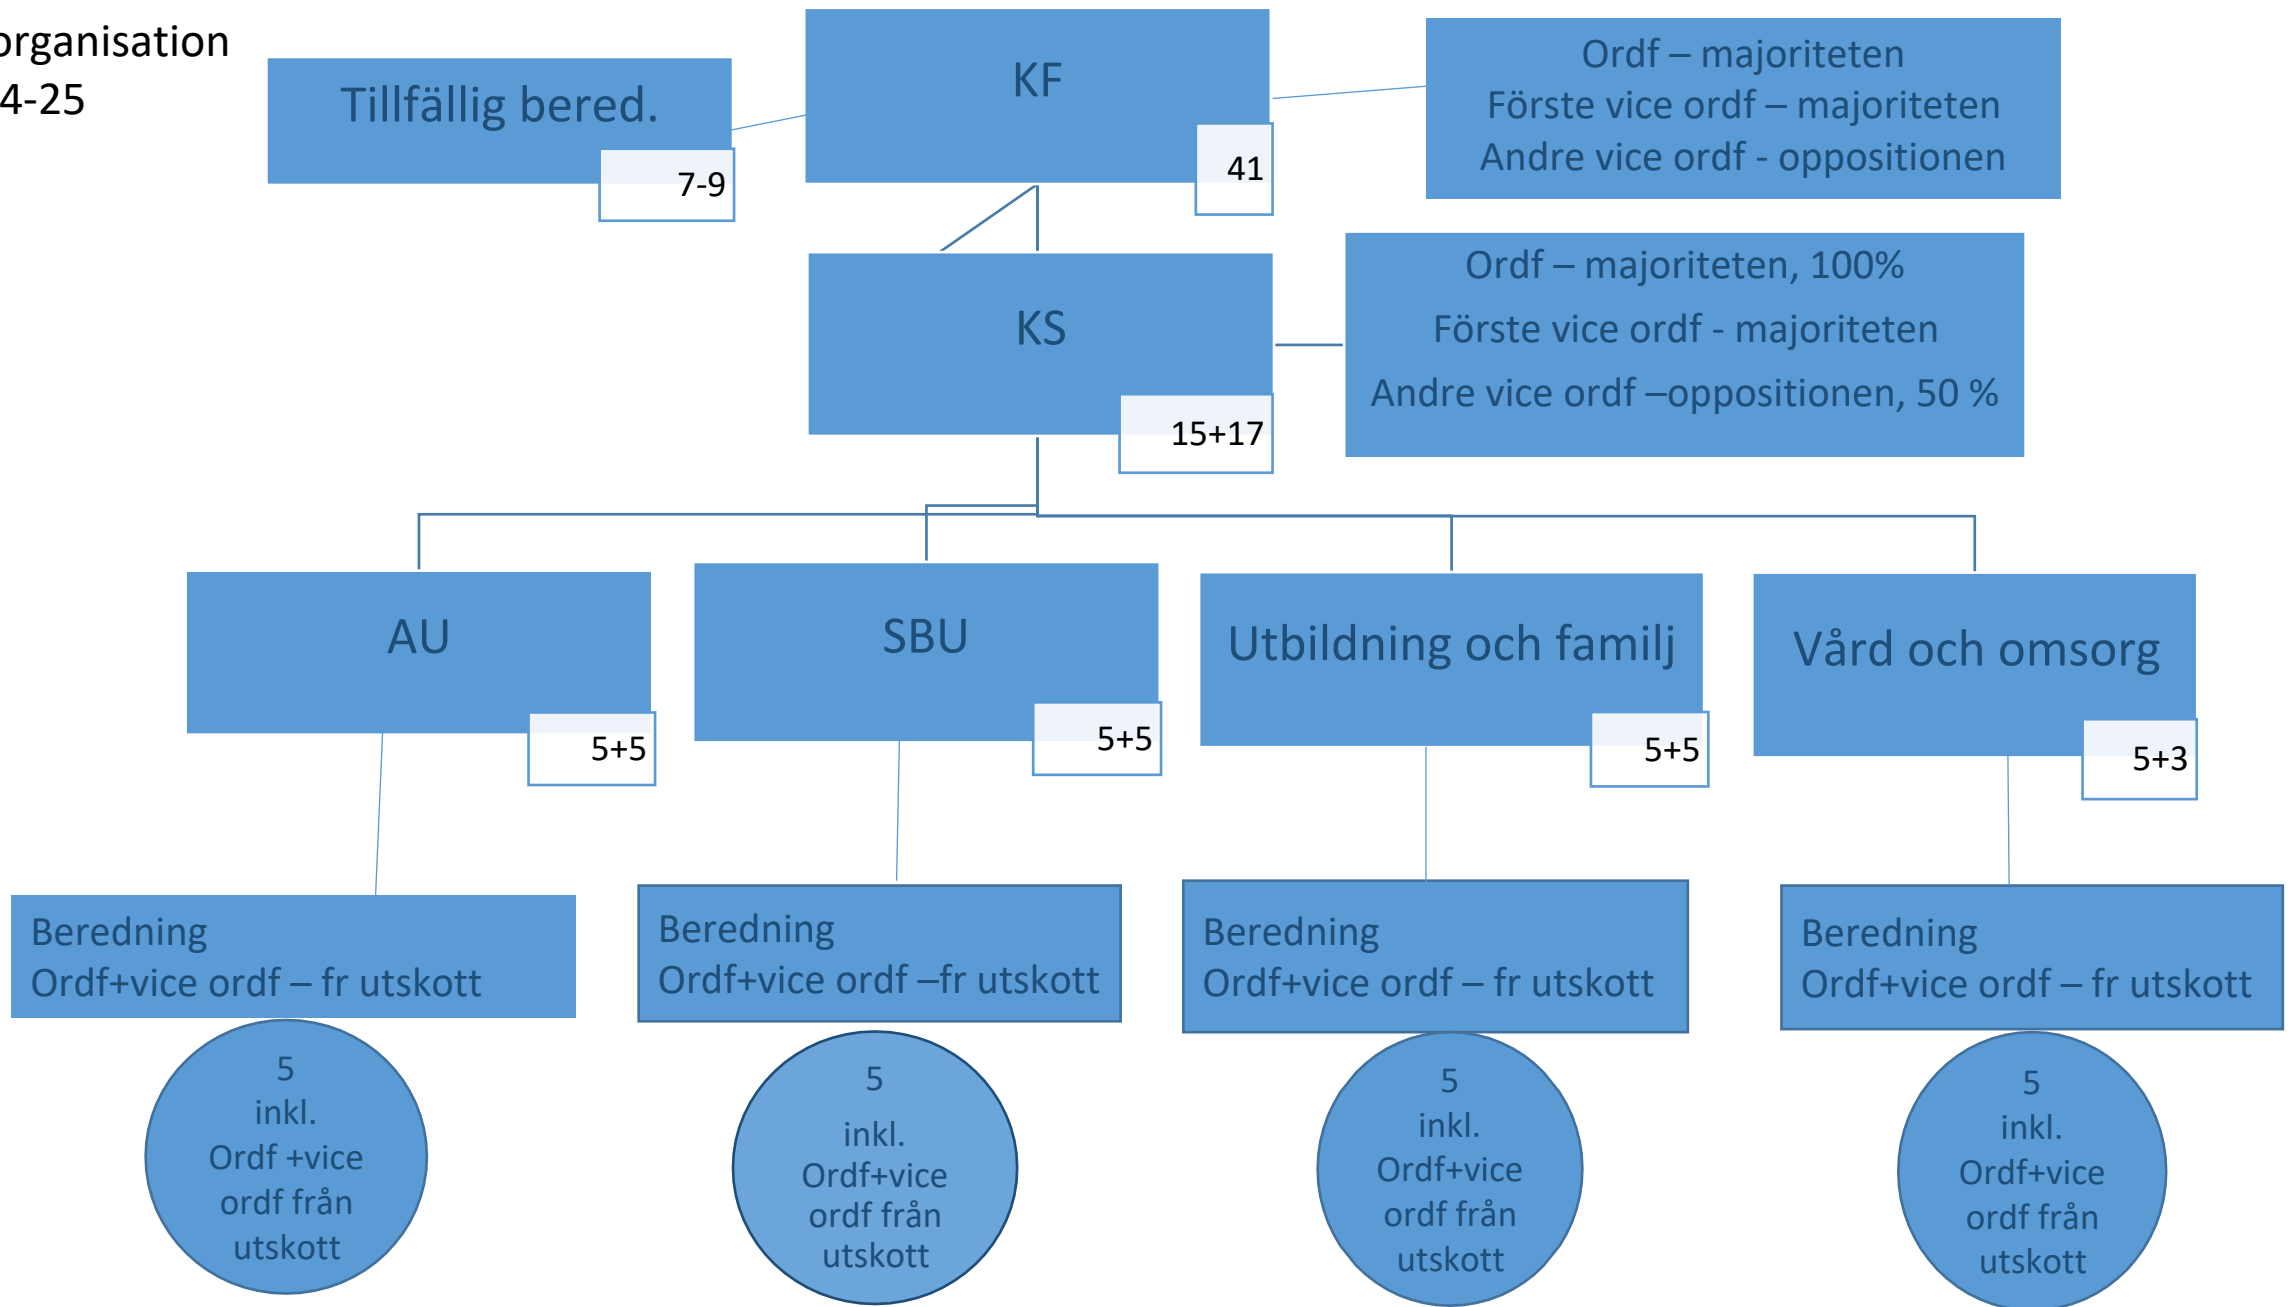 organisation
4-25
Tillfällig bered.
7-9
KF
41
Ordf – majoriteten
Förste vice ordf – majoriteten
Andre vice ordf - oppositionen
KS
15+17
Ordf – majoriteten, 100%
Förste vice ordf - majoriteten
Andre vice ordf –oppositionen, 50 %
AU
5+5
SBU
5+5
Utbildning och familj
5+5
Vård och omsorg
5+3
Beredning
Ordf+vice ordf – fr utskott
Beredning
Ordf+vice ordf –fr utskott
Beredning
Ordf+vice ordf – fr utskott
Beredning
Ordf+vice ordf – fr utskott
5
inkl.
Ordf +vice
ordf från
utskott
5
inkl.
Ordf+vice
ordf från
utskott
5
inkl.
Ordf+vice
ordf från
utskott
5
inkl.
Ordf+vice
ordf från
utskott